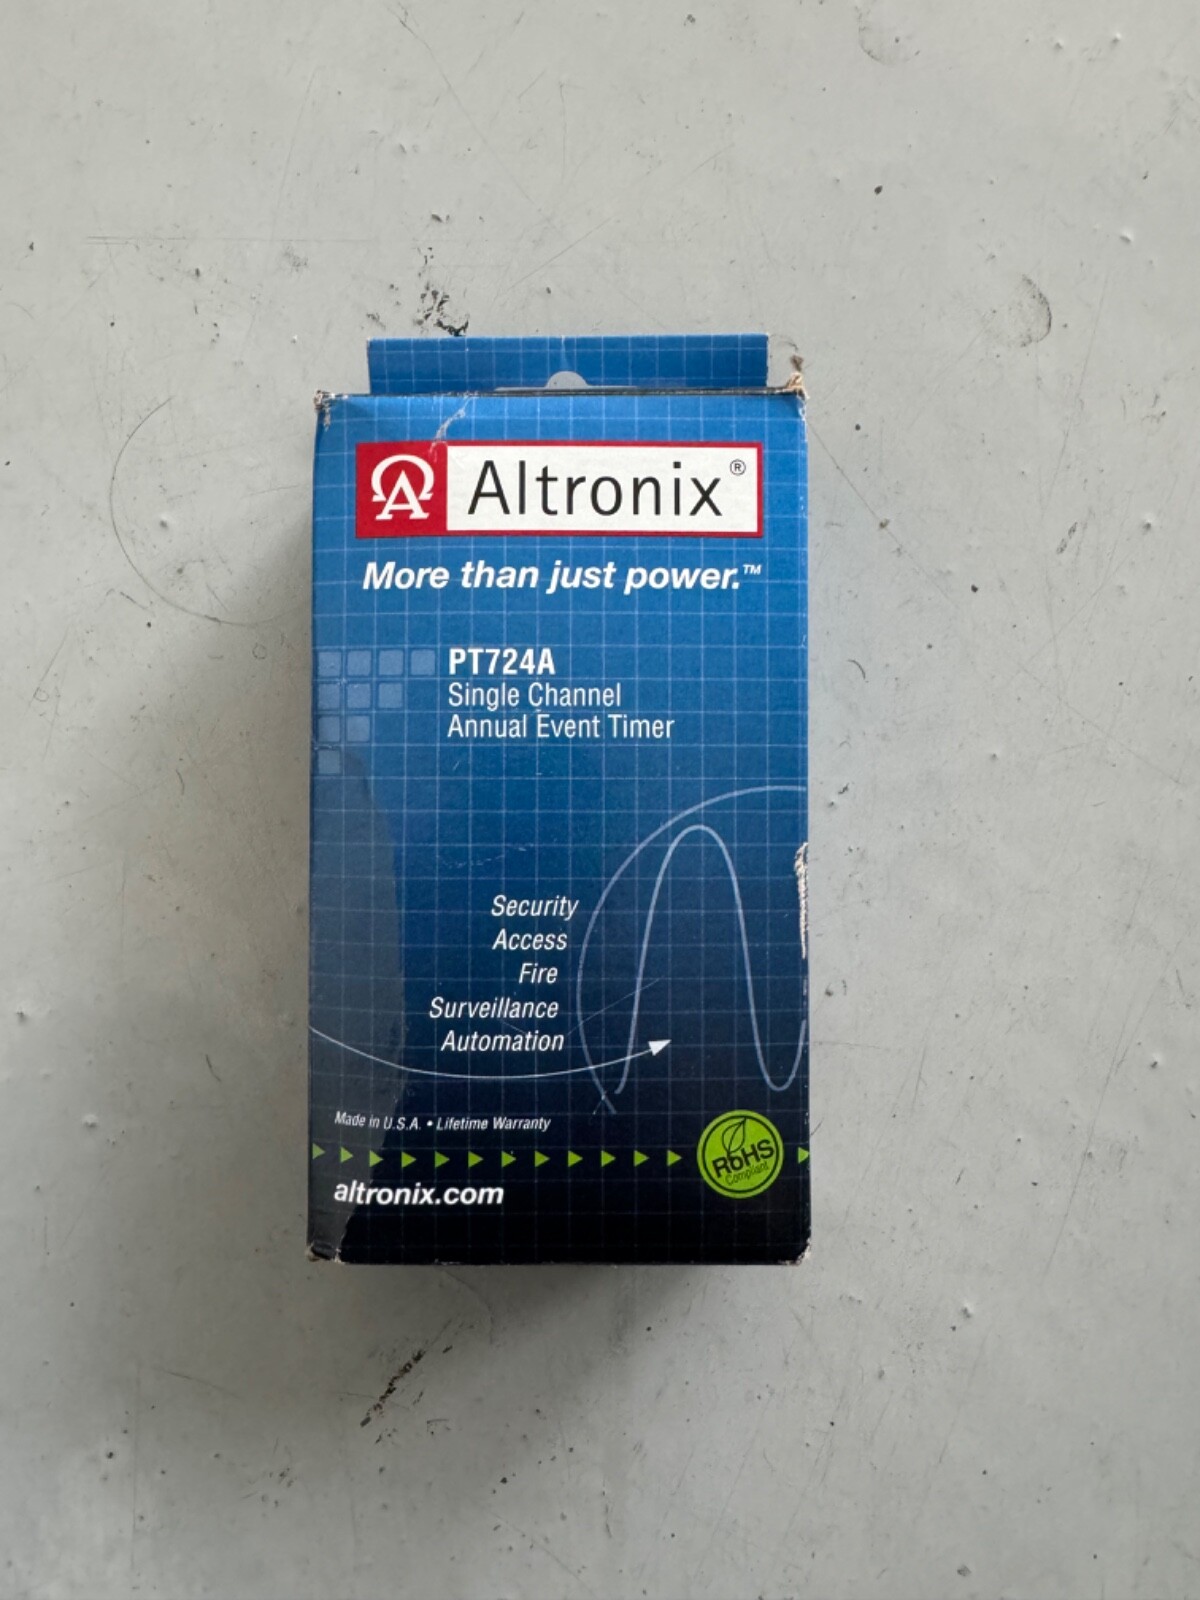 Altronix®
More than just power.™
PT724A
Single Channel
Annual Event Timer
Security
Access
Fire
Surveillance
Automation
Made in U.S.A. • Lifetime Warranty
RoHS
Compliant
altronix.com